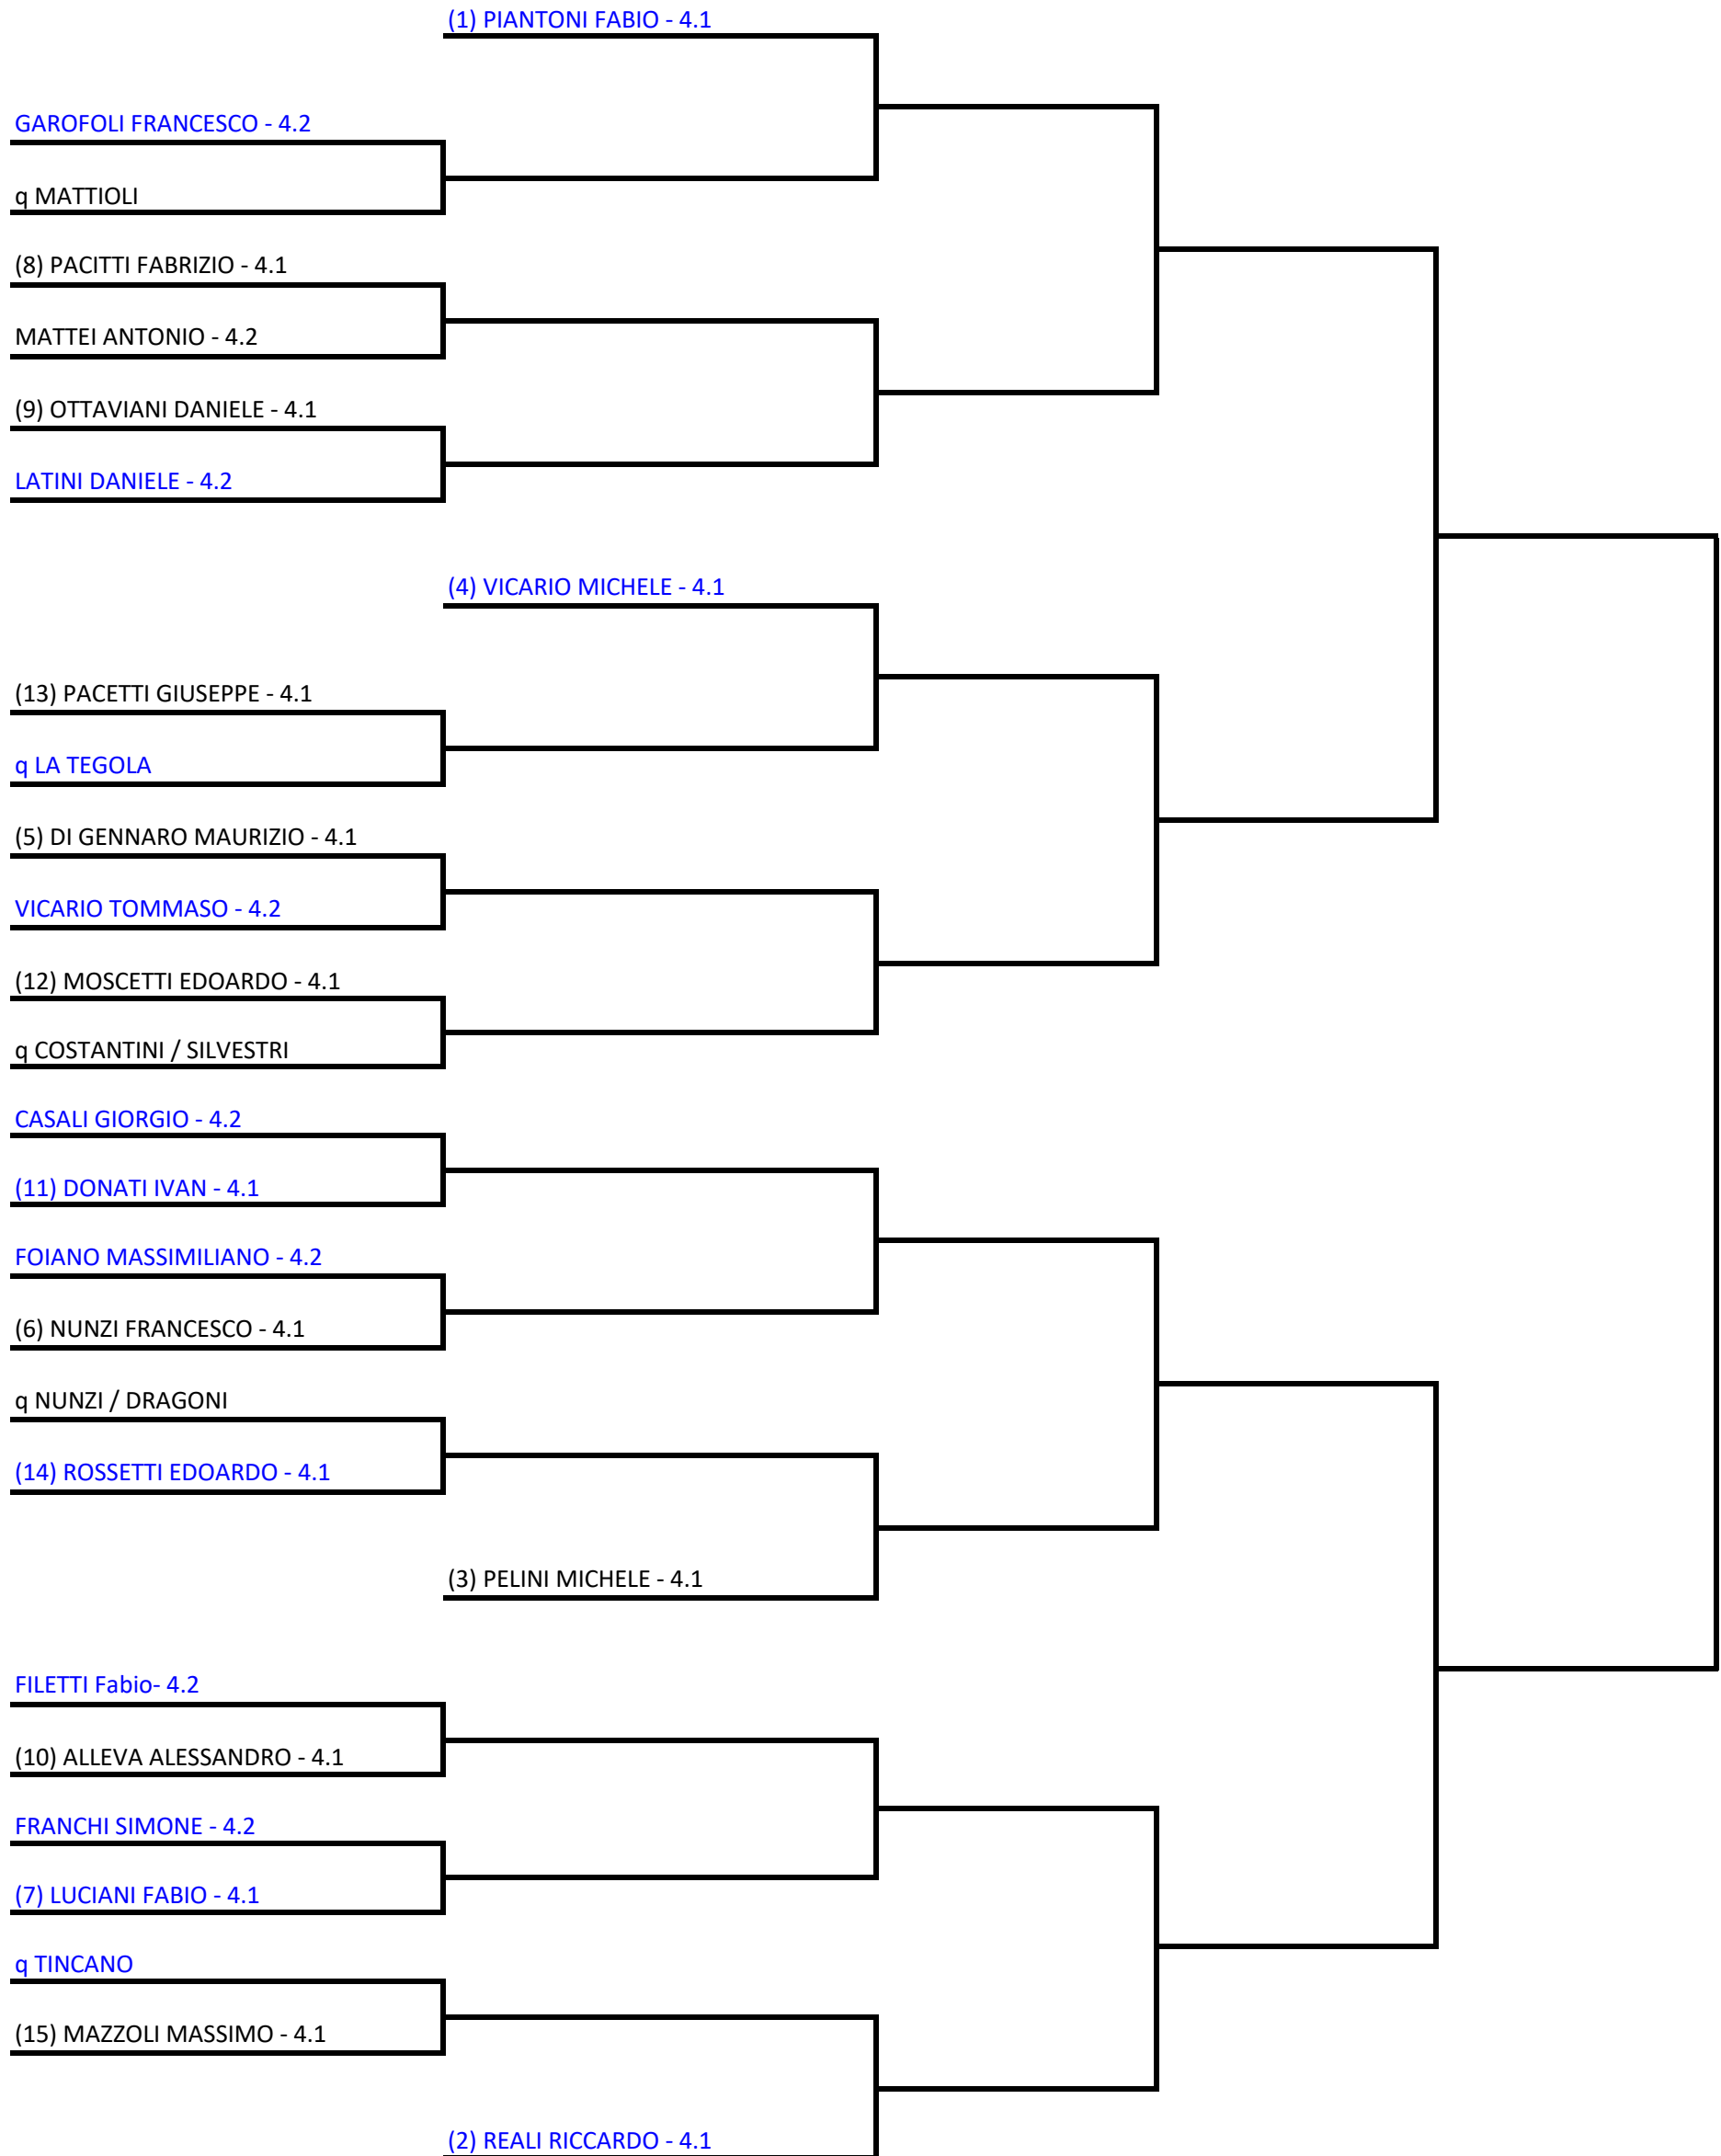 (1) PIANTONI FABIO - 4.1
GAROFOLI FRANCESCO - 4.2
q MATTIOLI
(8) PACITTI FABRIZIO - 4.1
MATTEI ANTONIO - 4.2
(9) OTTAVIANI DANIELE - 4.1
LATINI DANIELE - 4.2
(4) VICARIO MICHELE - 4.1
(13) PACETTI GIUSEPPE - 4.1
q LA TEGOLA
(5) DI GENNARO MAURIZIO - 4.1
VICARIO TOMMASO - 4.2
(12) MOSCETTI EDOARDO - 4.1
q COSTANTINI / SILVESTRI
CASALI GIORGIO - 4.2
(11) DONATI IVAN - 4.1
FOIANO MASSIMILIANO - 4.2
(6) NUNZI FRANCESCO - 4.1
q NUNZI / DRAGONI
(14) ROSSETTI EDOARDO - 4.1
(3) PELINI MICHELE - 4.1
FILETTI Fabio- 4.2
(10) ALLEVA ALESSANDRO - 4.1
FRANCHI SIMONE - 4.2
(7) LUCIANI FABIO - 4.1
q TINCANO
(15) MAZZOLI MASSIMO - 4.1
(2) REALI RICCARDO - 4.1